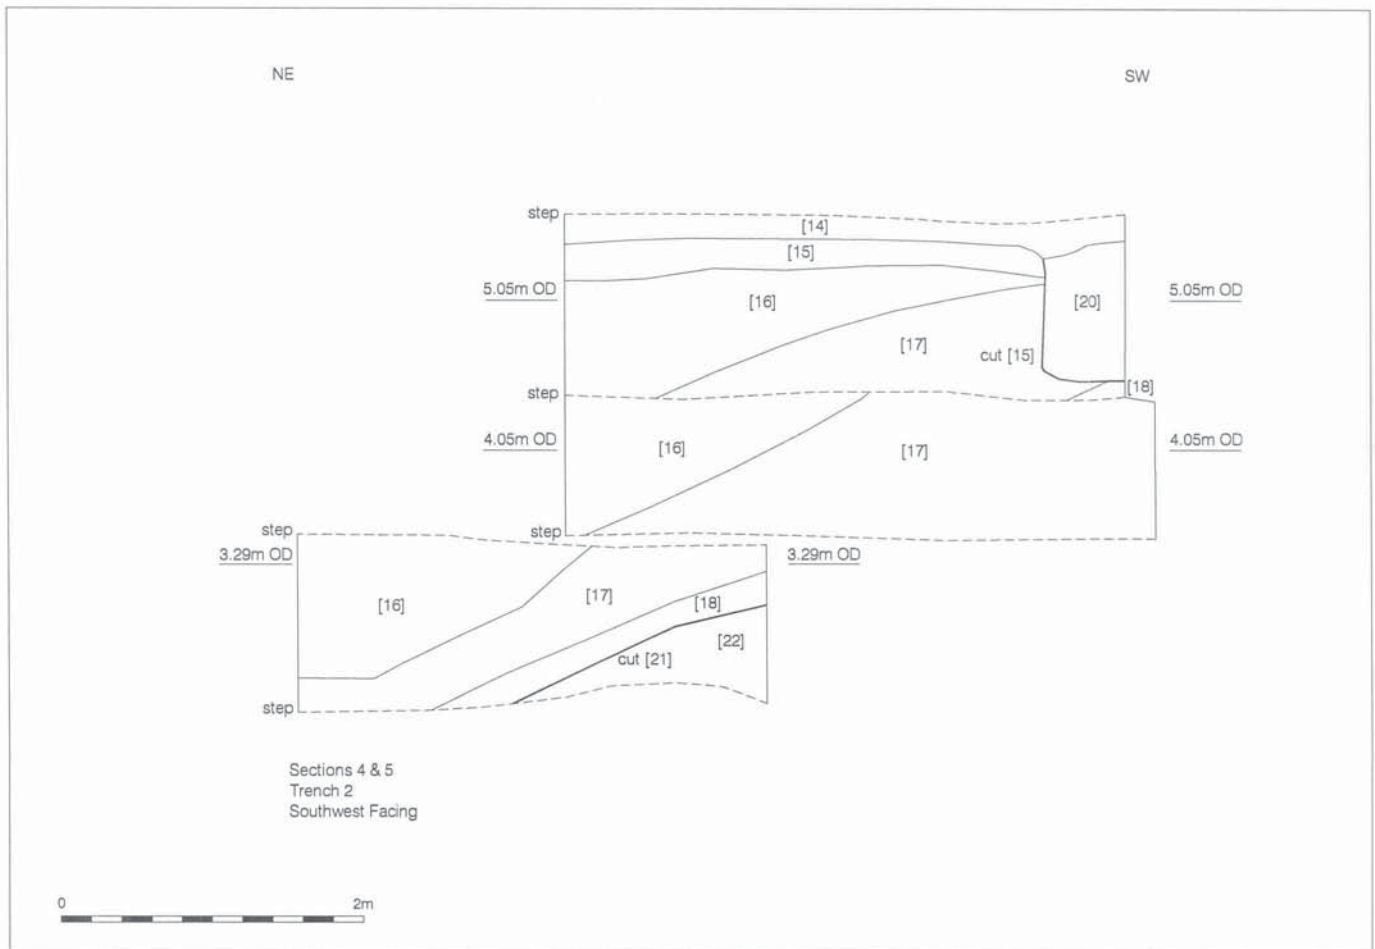 NE
SW
step
[14]
[15]
5.05m OD
[16]
[20]
5.05m OD
[17]
cut [15]
step
[18]
4.05m OD
[16]
[17]
4.05m OD
step
step
3.29m OD
3.29m OD
[16]
[17]
[18]
[22]
cut [21]
step
Sections 4 & 5
Trench 2
Southwest Facing
0
2m